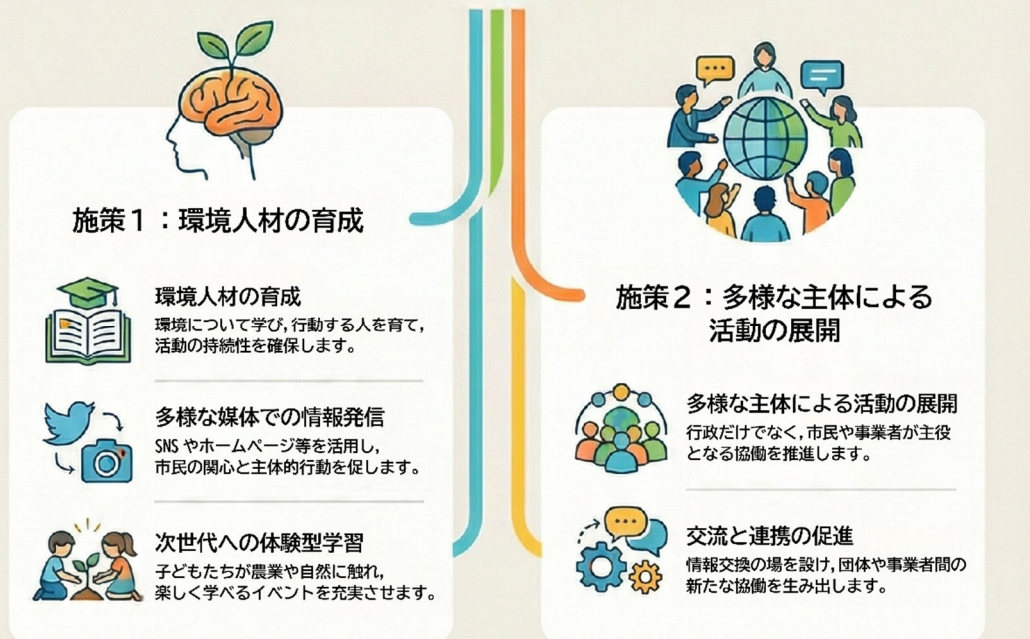 施策1：環境人材の育成
環境人材の育成
環境について学び,行動する人を育て,
活動の持続性を確保します。
多様な媒体での情報発信
SNSやホームページ等を活用し,
市民の関心と主体的行動を促します。
次世代への体験型学習
子どもたちが農業や自然に触れ,
楽しく学べるイベントを充実させます。
施策2：多様な主体による
活動の展開
多様な主体による活動の展開
行政だけでなく,市民や事業者が主役
となる協働を推進します。
交流と連携の促進
情報交換の場を設け,団体や事業者間の
新たな協働を生み出します。